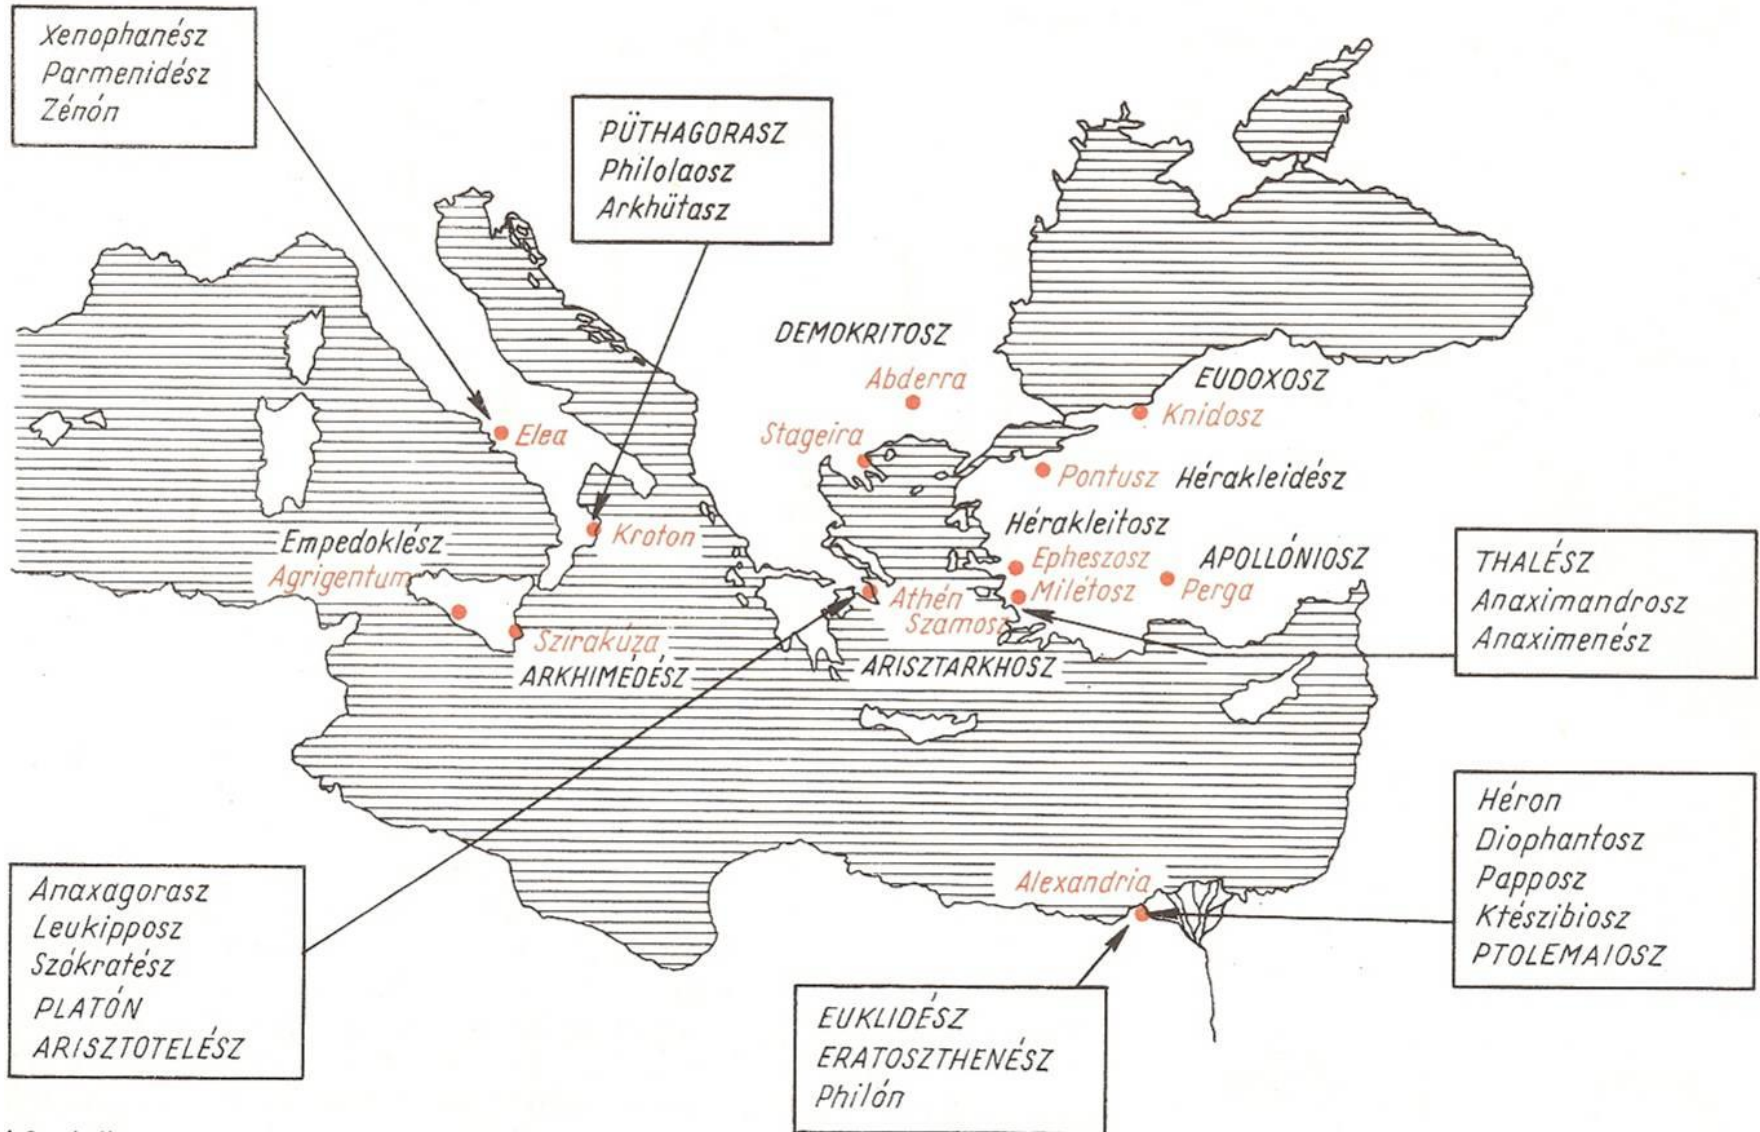 Xenophanész
Parmenidész
Zénón
PÜTHAGORASZ
Philolaosz
Arkhütasz
DEMOKRITOSZ
Abderra
EUDOXOSZ
Knidosz
Stageira
Elea
Pontusz Hérakleidész
Kroton
Hérakleitosz
Empedoklész
Agrigentum
Epheszosz
Milétosz
APOLLÓNIOSZ
Perga
Athén
Szamosz
Szirakúza
ARKHIMÉDÉSZ
ARISZTARKHOSZ
THALÉSZ
Anaximandrosz
Anaximenész
Héron
Diophantosz
Papposz
Ktészibiosz
PTOLEMAIOSZ
Alexandria
Anaxagorasz
Leukipposz
Szókratész
PLATÓN
ARISZTOTELÉSZ
EUKLIDÉSZ
ERATOSZTHENÉSZ
Philón